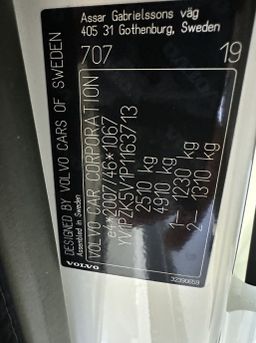 Assar Gabrielssons väg
405 31 Gothenburg, Sweden
707 19
DESIGNED BY VOLVO CARS OF SWEDEN
Assembled in Sweden
VOLVO CAR CORPORATION
e4*2007/46*1067
YV1PZK5V1P1163713
2510 kg
4910 kg
1– 1230 kg
2– 1310 kg
VOLVO
32390659